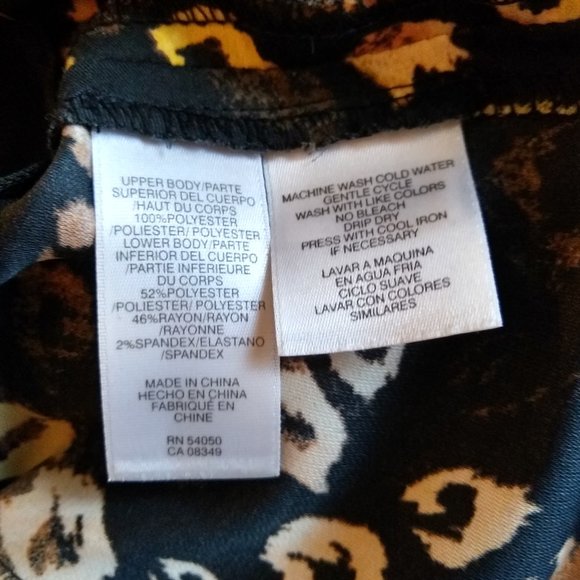 UPPER BODY/PARTE
SUPERIOR DEL CUERPO
/HAUT DU CORPS
100%POLYESTER
/POLIESTER/ POLYESTER
LOWER BODY/PARTE
INFERIOR DEL CUERPO
/PARTIE INFERIEURE
DU CORPS
52%POLYESTER
/POLIESTER/ POLYESTER
46%RAYON/RAYON
/RAYONNE
2%SPANDEX/ELASTANO
/SPANDEX
MADE IN CHINA
HECHO EN CHINA
FABRIQUÉ EN
CHINE
RN 54050
CA 08349
MACHINE WASH COLD WATER
GENTLE CYCLE
WASH WITH LIKE COLORS
NO BLEACH
DRIP DRY
PRESS WITH COOL IRON
IF NECESSARY
LAVAR A MAQUINA
EN AGUA FRIA
CICLO SUAVE
LAVAR CON COLORES
SIMILARES